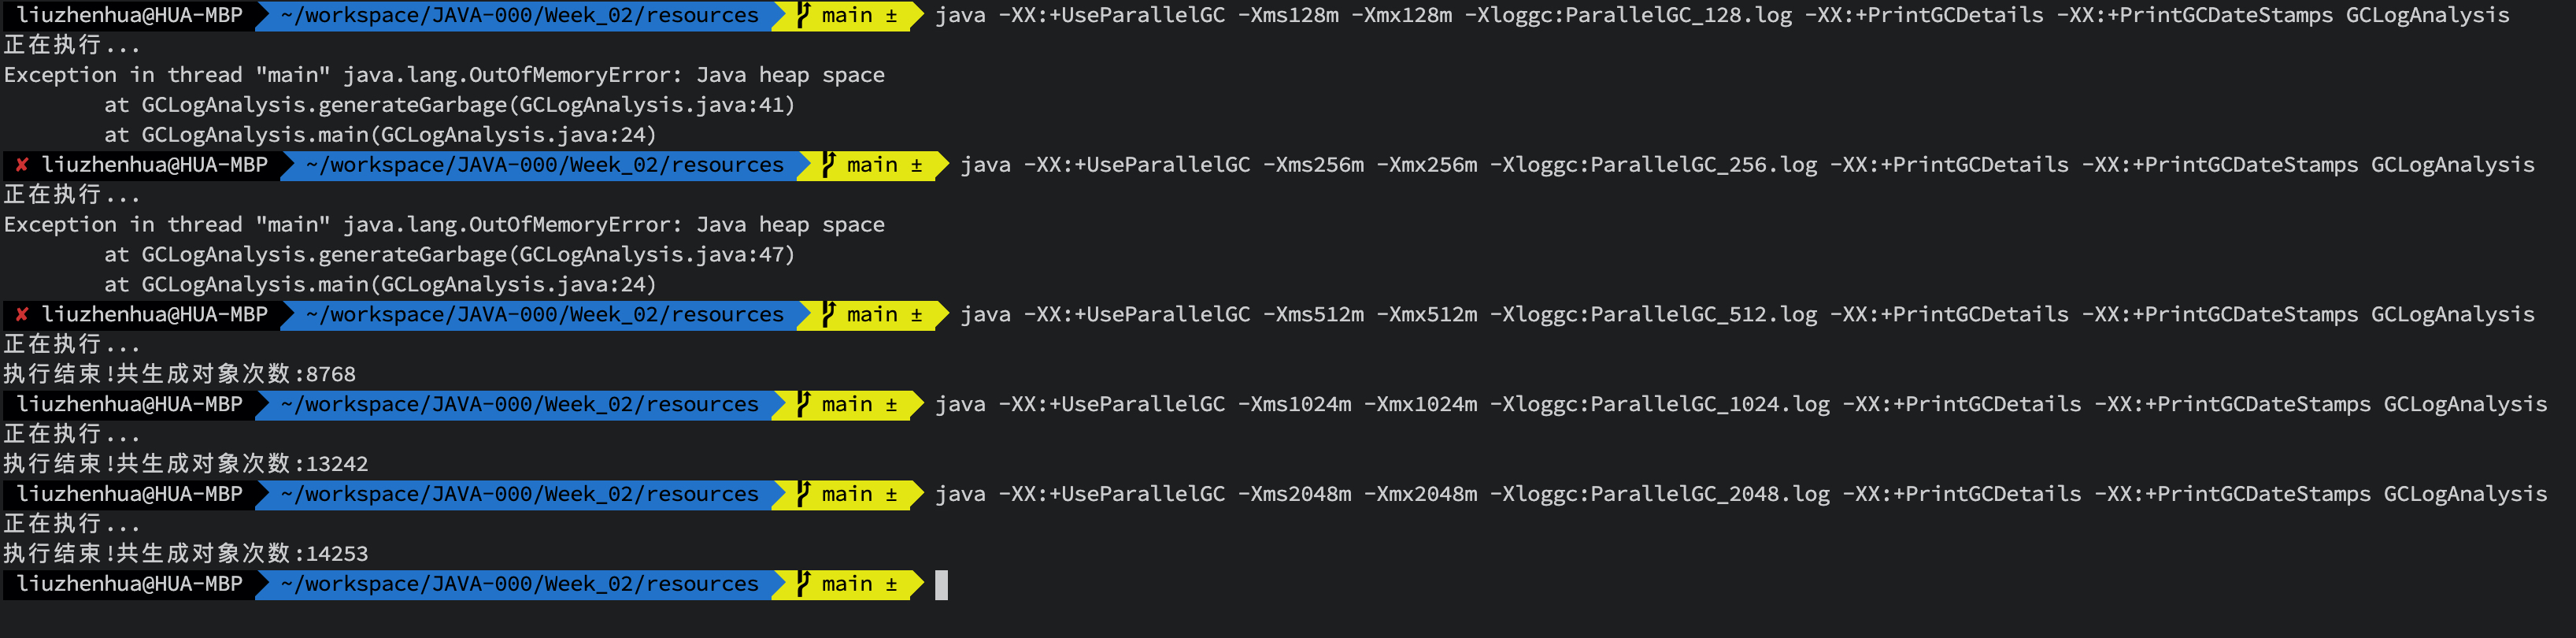 liuzhenhua@HUA-MBP ~/workspace/JAVA-000/Week_02/resources main ± java -XX:+UseParallelGC -Xms128m -Xmx128m -Xloggc:ParallelGC_128.log -XX:+PrintGCDetails -XX:+PrintGCDateStamps GCLogAnalysis
正在执行...
Exception in thread "main" java.lang.OutOfMemoryError: Java heap space
at GCLogAnalysis.generateGarbage(GCLogAnalysis.java:41)
at GCLogAnalysis.main(GCLogAnalysis.java:24)
✘ liuzhenhua@HUA-MBP ~/workspace/JAVA-000/Week_02/resources main ± java -XX:+UseParallelGC -Xms256m -Xmx256m -Xloggc:ParallelGC_256.log -XX:+PrintGCDetails -XX:+PrintGCDateStamps GCLogAnalysis
正在执行...
Exception in thread "main" java.lang.OutOfMemoryError: Java heap space
at GCLogAnalysis.generateGarbage(GCLogAnalysis.java:47)
at GCLogAnalysis.main(GCLogAnalysis.java:24)
✘ liuzhenhua@HUA-MBP ~/workspace/JAVA-000/Week_02/resources main ± java -XX:+UseParallelGC -Xms512m -Xmx512m -Xloggc:ParallelGC_512.log -XX:+PrintGCDetails -XX:+PrintGCDateStamps GCLogAnalysis
正在执行...
执行结束!共生成对象次数:8768
liuzhenhua@HUA-MBP ~/workspace/JAVA-000/Week_02/resources main ± java -XX:+UseParallelGC -Xms1024m -Xmx1024m -Xloggc:ParallelGC_1024.log -XX:+PrintGCDetails -XX:+PrintGCDateStamps GCLogAnalysis
正在执行...
执行结束!共生成对象次数:13242
liuzhenhua@HUA-MBP ~/workspace/JAVA-000/Week_02/resources main ± java -XX:+UseParallelGC -Xms2048m -Xmx2048m -Xloggc:ParallelGC_2048.log -XX:+PrintGCDetails -XX:+PrintGCDateStamps GCLogAnalysis
正在执行...
执行结束!共生成对象次数:14253
liuzhenhua@HUA-MBP ~/workspace/JAVA-000/Week_02/resources main ±